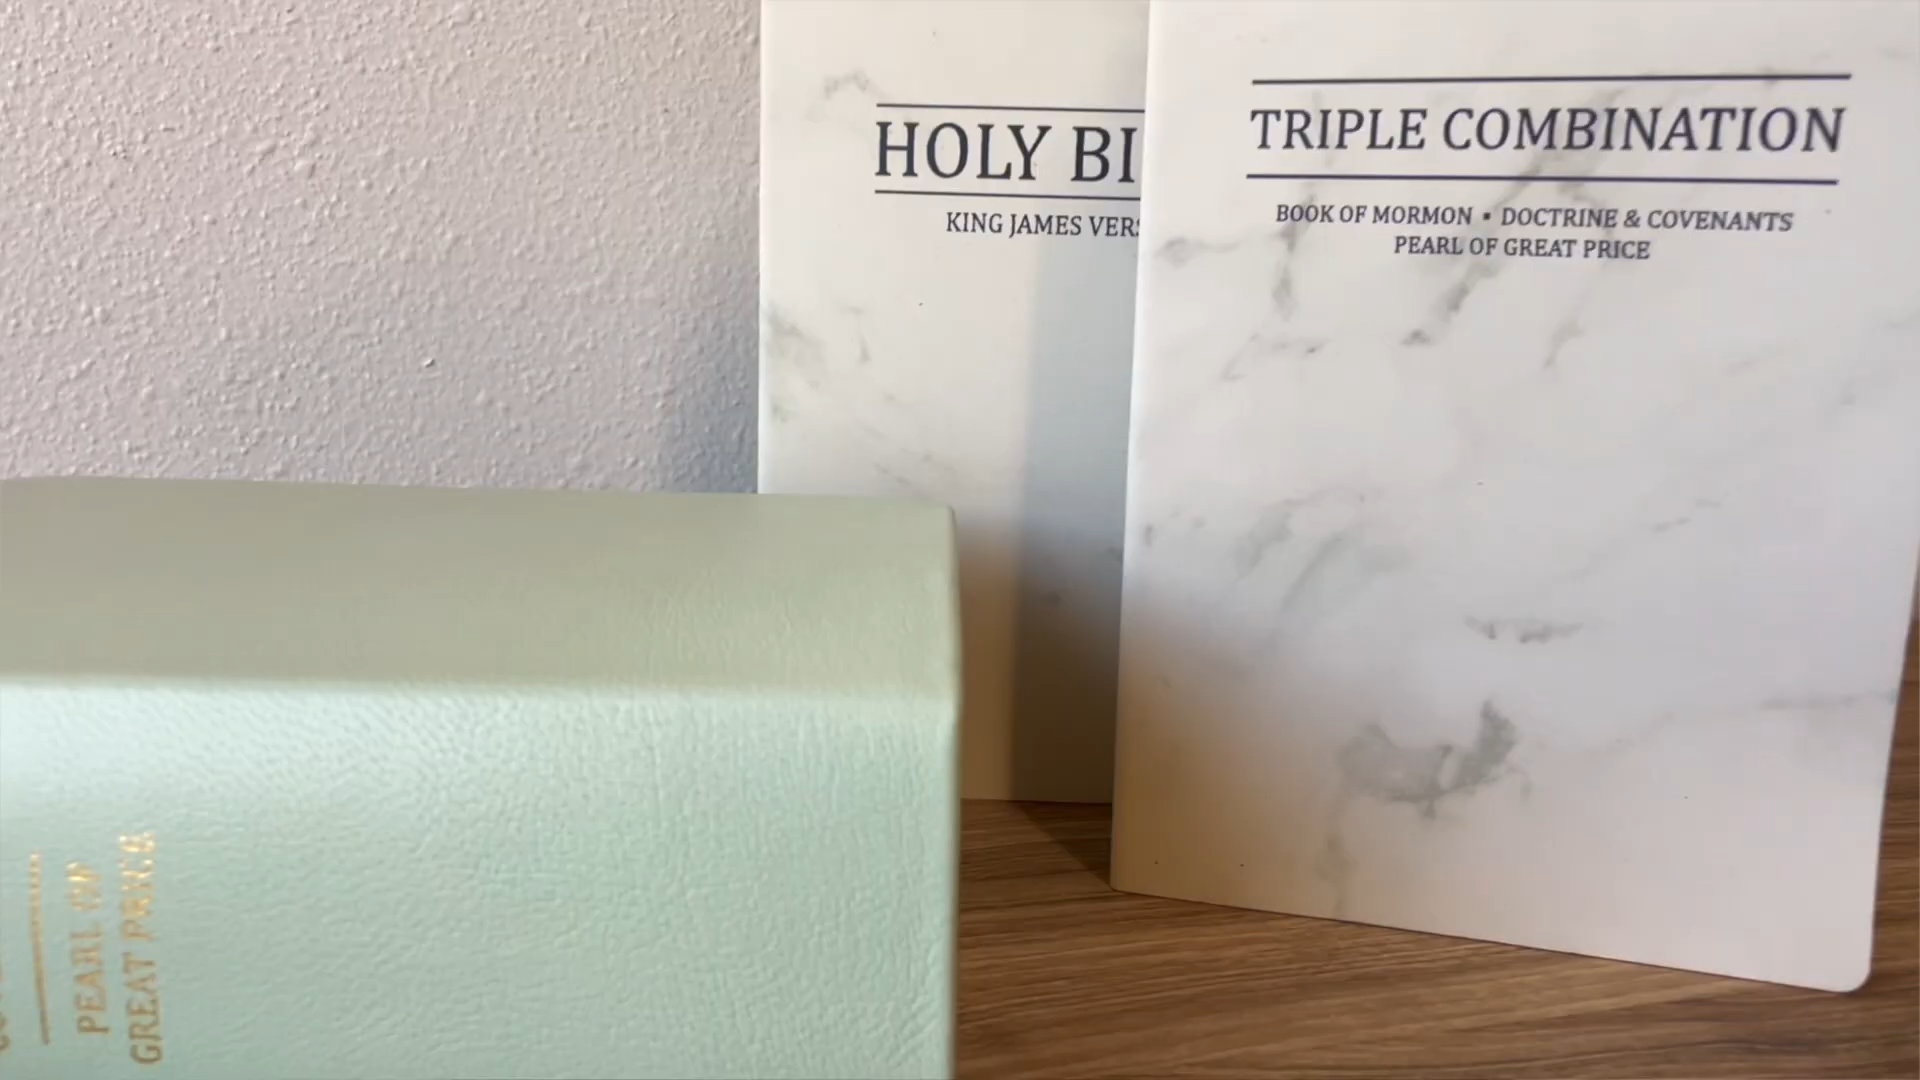 HOLY BI
KING JAMES VERS
TRIPLE COMBINATION
BOOK OF MORMON • DOCTRINE & COVENANTS
PEARL OF GREAT PRICE
PEARL OF
GREAT PRICE